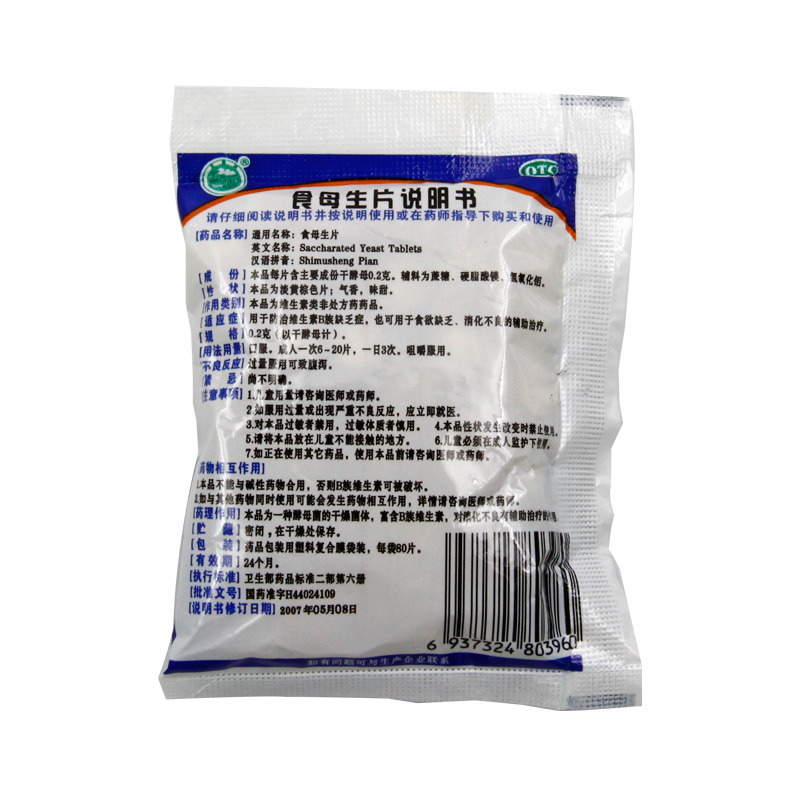 OTC
食母生片说明书
请仔细阅读说明书并按说明使用或在药师指导下购买和使用
[药品名称] 通用名称：食母生片
英文名称：Saccharated Yeast Tablets
汉语拼音：Shimusheng Pian
[成 份] 本品每片含主要成份干酵母0.2克。辅料为蔗糖、硬脂酸镁、氢氧化铝。
性 状] 本品为淡黄棕色片；气香，味甜。
作用类别] 本品为维生素类非处方药药品。
[适应症] 用于防治维生素B族缺乏症，也可用于食欲缺乏、消化不良的辅助治疗。
规 格] 0.2克（以干酵母计）。
[用法用量] 口服。成人一次6~20片，一日3次。咀嚼服用。
不良反应] 过量服用可致腹泻。
禁 忌] 尚不明确。
注意事项] 1.儿童用量请咨询医师或药师。
2.如服用过量或出现严重不良反应，应立即就医。
3.对本品过敏者禁用，过敏体质者慎用。 4.本品性状发生改变时禁止使用。
5.请将本品放在儿童不能接触的地方。 6.儿童必须在成人监护下使用。
7.如正在使用其它药品，使用本品前请咨询医师或药师。
药物相互作用]
1.本品不能与碱性药物合用，否则B族维生素可被破坏。
2.如与其他药物同时使用可能会发生药物相互作用，详情请咨询医师或药师。
[药理作用] 本品为一种酵母菌的干燥菌体，富含B族维生素，对消化不良有辅助治疗作用
[贮 藏] 密闭，在干燥处保存。
[包 装] 药品包装用塑料复合膜袋装，每袋80片。
[有效期] 24个月。
[执行标准] 卫生部药品标准二部第六册
[批准文号] 国药准字H44024109
[说明书修订日期] 2007年05月08日
6 937324 803960
如有问题可与生产企业联系